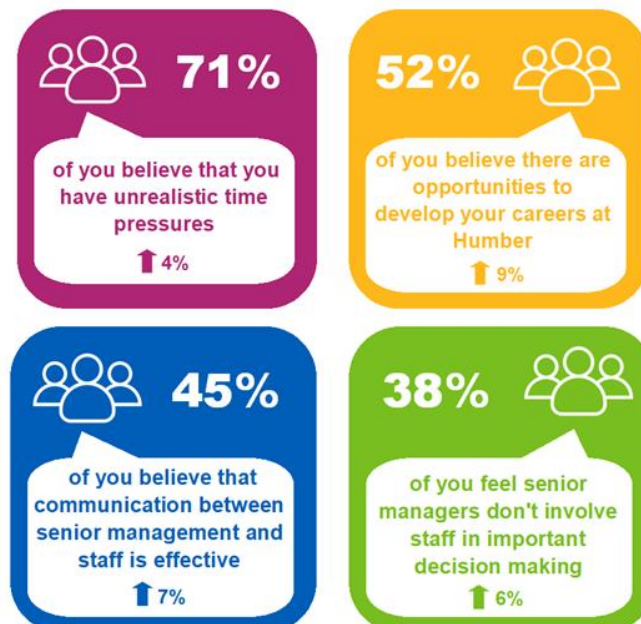 71%
of you believe that you
have unrealistic time
pressures
4%
52%
of you believe there are
opportunities to
develop your careers at
Humber
9%
45%
of you believe that
communication between
senior management and
staff is effective
7%
38%
of you feel senior
managers don't involve
staff in important
decision making
6%